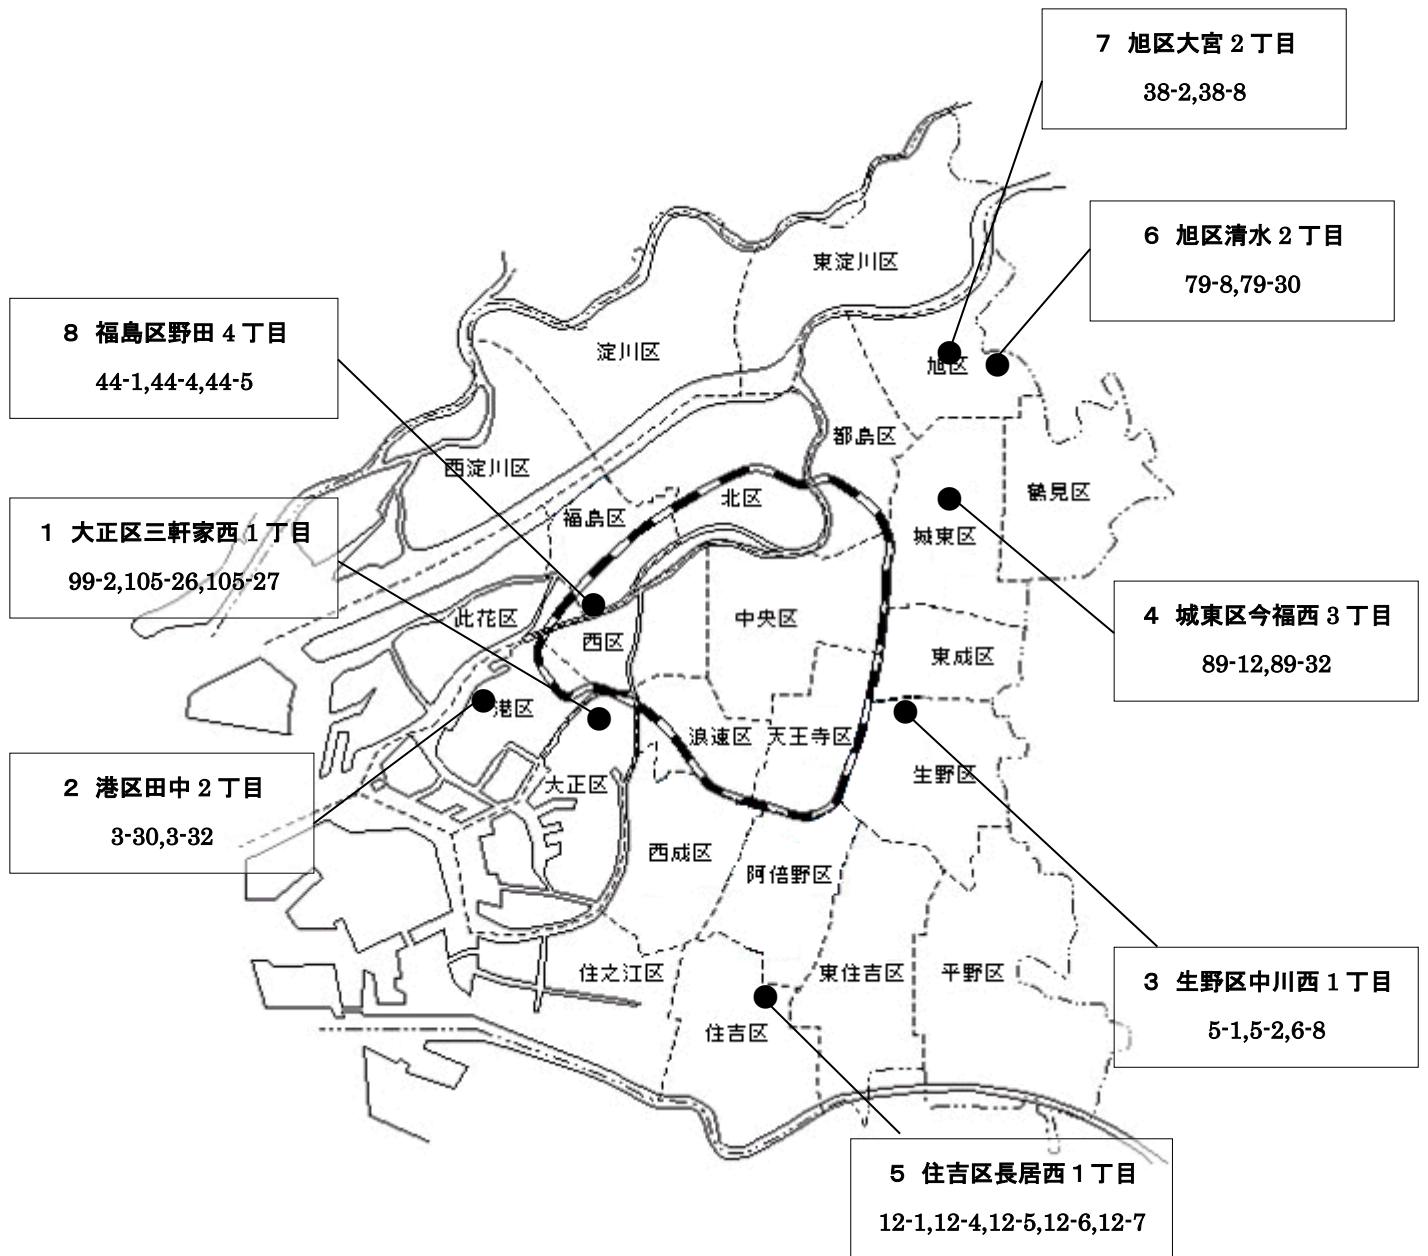 7 旭区大宮 2 丁目
38-2,38-8
6 旭区清水 2 丁目
79-8,79-30
東淀川区
8 福島区野田 4 丁目
44-1,44-4,44-5
淀川区
旭区
都島区
西淀川区
北区
鶴見区
福島区
城東区
1 大正区三軒家西 1 丁目
99-2,105-26,105-27
此花区
中央区
西区
4 城東区今福西 3 丁目
89-12,89-32
東成区
港区
浪速区
天王寺区
生野区
2 港区田中 2 丁目
3-30,3-32
大正区
西成区
阿倍野区
住之江区
東住吉区
平野区
3 生野区中川西 1 丁目
5-1,5-2,6-8
住吉区
5 住吉区長居西 1 丁目
12-1,12-4,12-5,12-6,12-7